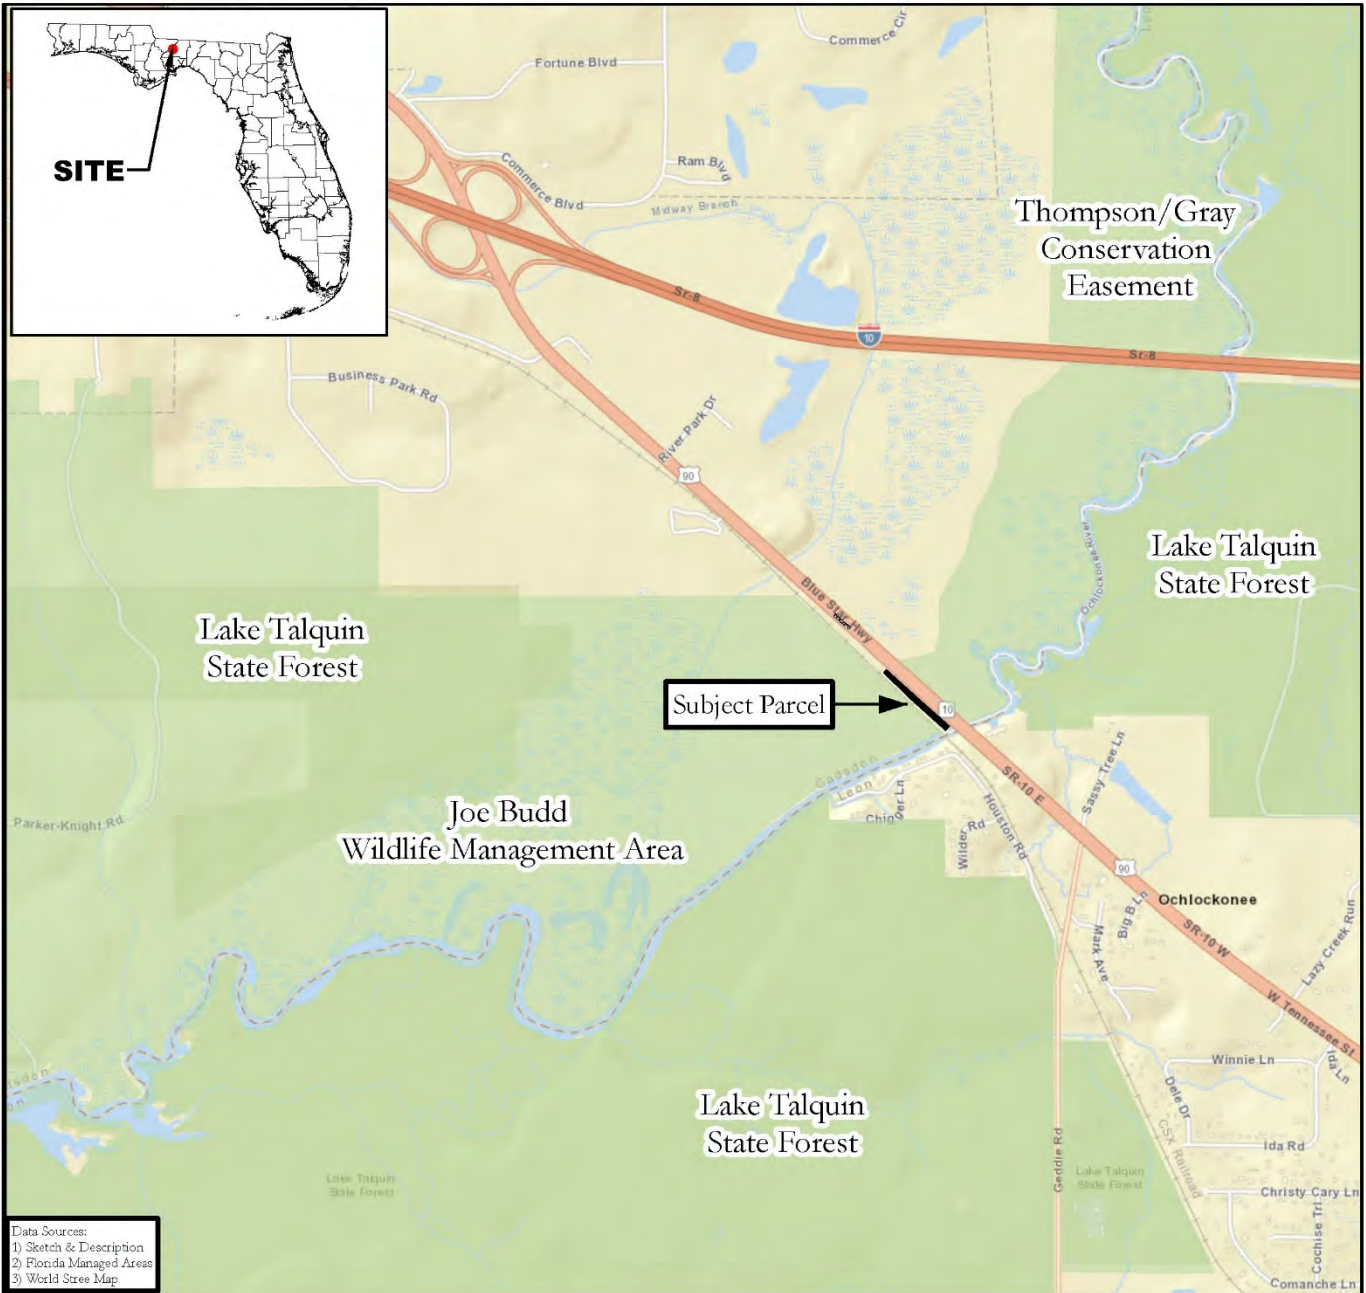 SITE
Commerce Cir
Fortune Blvd
Ram Blvd
Commerce Blvd
Midway Branch
Thompson/Gray
Conservation
Easement
Sr-8
10
Sr-8
Business Park Rd
River Park Dr
90
Ochlockonee River
Lake Talquin
State Forest
Blue Star Hwy
Lake Talquin
State Forest
Subject Parcel
10
Gadsden
Leon
SR-10 E
Sassy Tree Ln
Chigger Ln
Houston Rd
Wilder Rd
Parker-Knight Rd
Joe Budd
Wildlife Management Area
90
Ochlockonee
Big B Ln
Mark Ave
SR-10 W
Lazy Creek Run
W Tennessee St
Winnie Ln
Ida Ln
Dele Dr
CSX Railroad
Ida Rd
Lake Talquin
State Forest
Geddie Rd
Lake Talquin
State Forest
Lake Talquin
State Forest
Christy Cary Ln
Cochise Trl
Comanche Ln
Data Sources:
1) Sketch & Description
2) Florida Managed Areas
3) World Stree Map